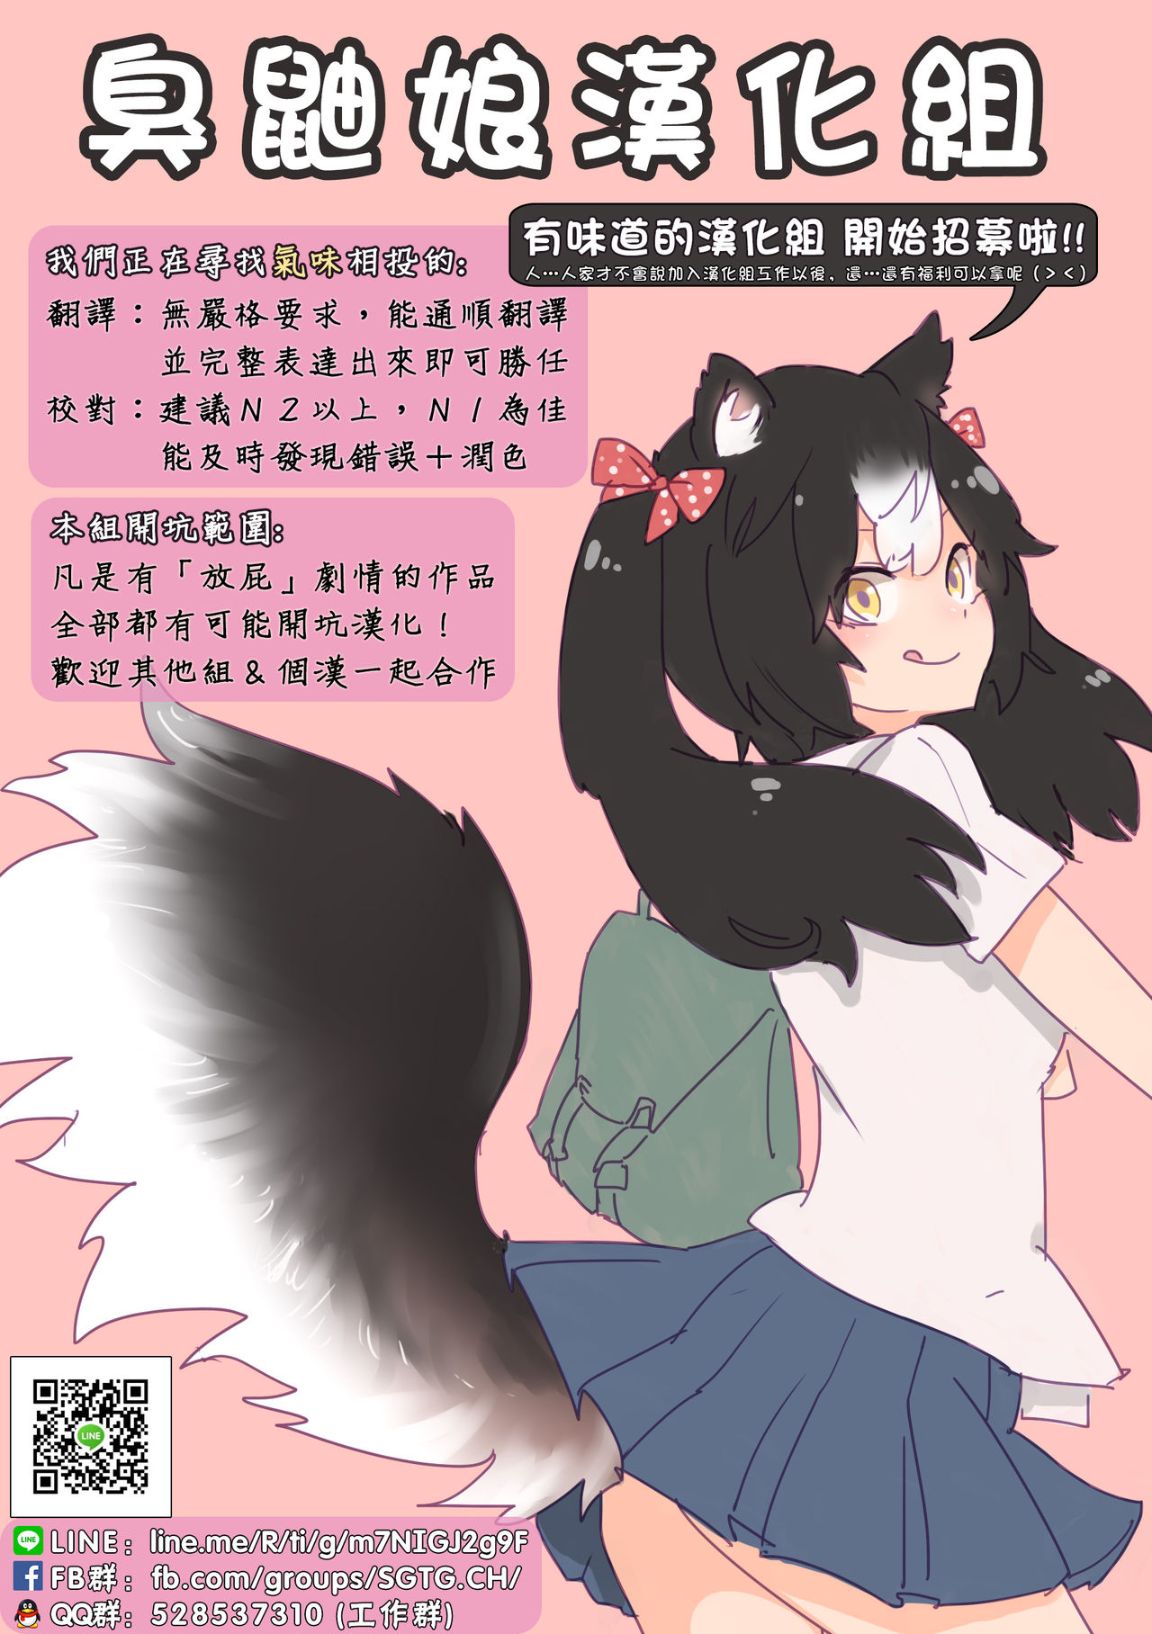 臭鼬娘漢化組
有味道的漢化組 開始招募啦!!
人…人家才不會說加入漢化組工作以後，還…還有福利可以拿呢（＞＜）
我們正在尋找氣味相投的:
翻譯：無嚴格要求，能通順翻譯
並完整表達出來即可勝任
校對：建議N2以上，N1為佳
能及時發現錯誤＋潤色
本組開坑範圍:
凡是有「放屁」劇情的作品
全部都有可能開坑漢化！
歡迎其他組＆個漢一起合作
LINE
LINE： line.me/R/ti/g/m7NIGJ2g9F
FB群： fb.com/groups/SGTG.CH/
QQ群： 528537310 (工作群)